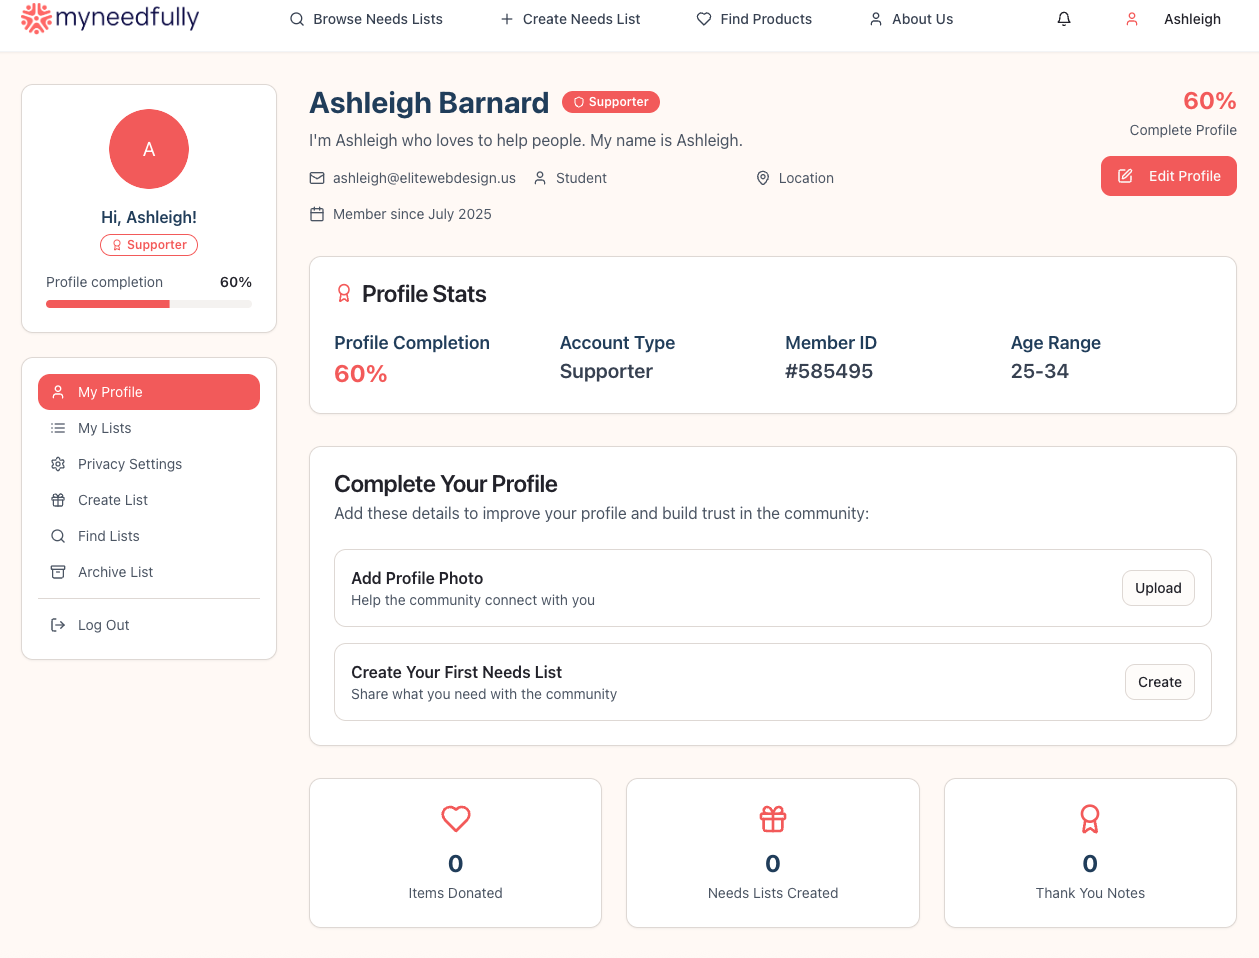 myneedfully
Browse Needs Lists
Create Needs List
Find Products
About Us
Ashleigh
A
Hi, Ashleigh!
Supporter
Profile completion 60%
My Profile
My Lists
Privacy Settings
Create List
Find Lists
Archive List
Log Out
Ashleigh Barnard Supporter
I'm Ashleigh who loves to help people. My name is Ashleigh.
ashleigh@elitewebdesign.us Student Location
Member since July 2025
60%
Complete Profile
Edit Profile
Profile Stats
Profile Completion
60%
Account Type
Supporter
Member ID
#585495
Age Range
25-34
Complete Your Profile
Add these details to improve your profile and build trust in the community:
Add Profile Photo
Help the community connect with you
Upload
Create Your First Needs List
Share what you need with the community
Create
0
Items Donated
0
Needs Lists Created
0
Thank You Notes